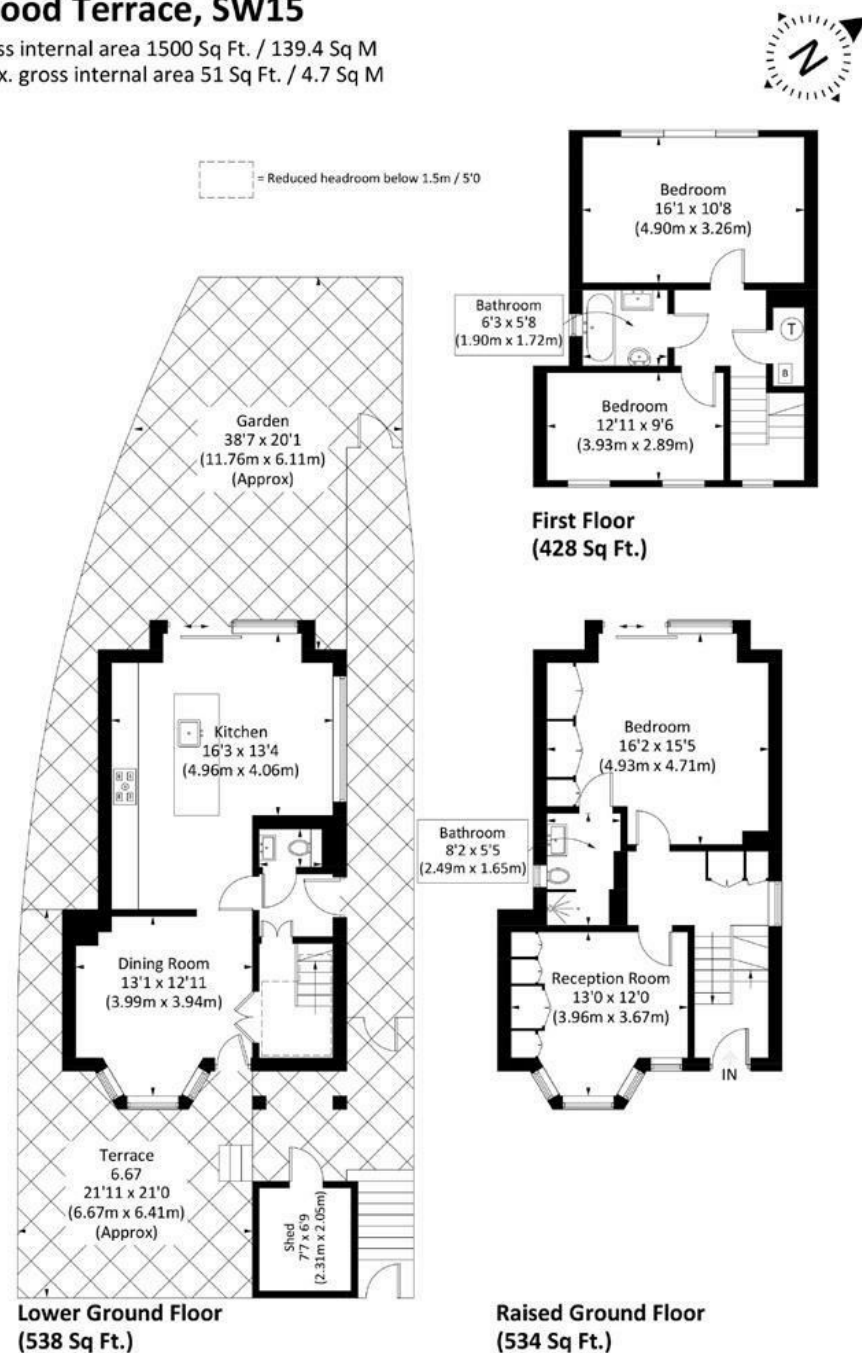 ood Terrace, SW15
ss internal area 1500 Sq Ft. / 139.4 Sq M
x. gross internal area 51 Sq Ft. / 4.7 Sq M
N
= Reduced headroom below 1.5m / 5'0
Bedroom
16'1 x 10'8
(4.90m x 3.26m)
Bathroom
6'3 x 5'8
(1.90m x 1.72m)
T
B
Bedroom
12'11 x 9'6
(3.93m x 2.89m)
First Floor
(428 Sq Ft.)
Garden
38'7 x 20'1
(11.76m x 6.11m)
(Approx)
Kitchen
16'3 x 13'4
(4.96m x 4.06m)
Dining Room
13'1 x 12'11
(3.99m x 3.94m)
Terrace
6.67
21'11 x 21'0
(6.67m x 6.41m)
(Approx)
Shed
7'7 x 6'9
(2.31m x 2.05m)
Lower Ground Floor
(538 Sq Ft.)
Bedroom
16'2 x 15'5
(4.93m x 4.71m)
Bathroom
8'2 x 5'5
(2.49m x 1.65m)
Reception Room
13'0 x 12'0
(3.96m x 3.67m)
IN
Raised Ground Floor
(534 Sq Ft.)